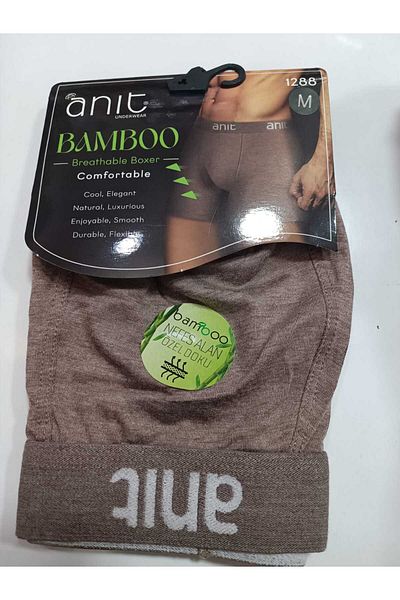 anit
UNDERWEAR
BAMBOO
Breathable Boxer
Comfortable
Cool, Elegant
Natural, Luxurious
Enjoyable, Smooth
Durable, Flexible
1288
M
anit anit
bamboo
NEFES ALAN
ÖZEL DOKU
anit